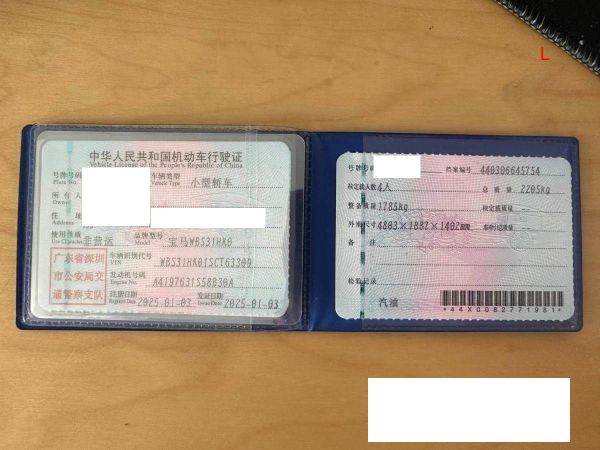 L
中华人民共和国机动车行驶证
Vehicle License of the People's Republic of China
号牌号码
Plate No.
车辆类型 小型轿车
Vehicle Type
所有人
Owner
住址
使用性质 非营运 品牌型号 宝马WBS31HK0
Use Character Model
广东省深圳
市公安局交
通警察支队
车辆识别代号 WBS31HK01SCT63309
VIN
发动机号码 A4197631S58B30A
Engine No.
注册日期 2025-01-03 发证日期 2025-01-03
Register Date Issue Date
号牌号码 档案编号 440306645754
核定载人数 4人 总质量 2205kg
整备质量 1785kg 核定载质量
外廓尺寸 4803×1887×1402
备注
检验记录
汽油
*44X0082771981*